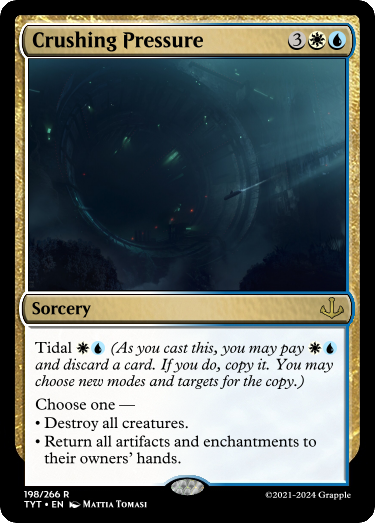 Crushing Pressure 3
Sorcery
Tidal (As you cast this, you may pay
and discard a card. If you do, copy it. You may
choose new modes and targets for the copy.)
Choose one —
• Destroy all creatures.
• Return all artifacts and enchantments to
their owners' hands.
198/266 R
TYT • EN Mattia Tomasi
©2021-2024 Grapple